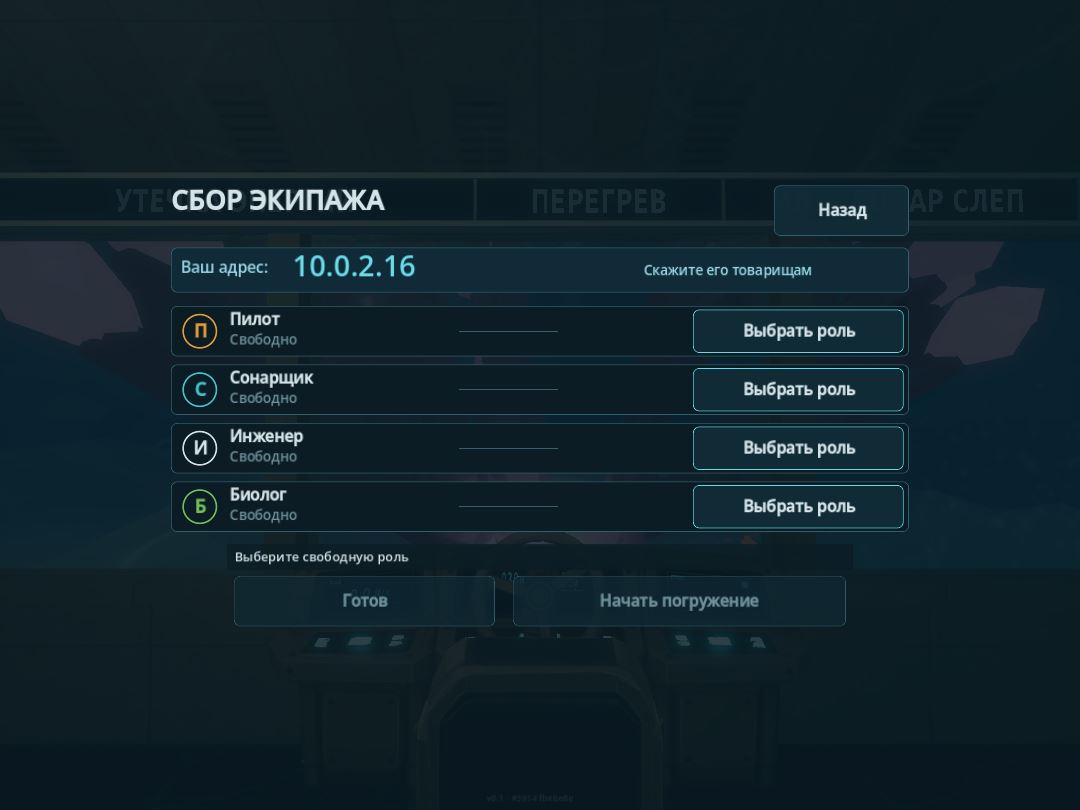 СБОР ЭКИПАЖА
ПЕРЕГРЕВ
СЛЕП
Назад
Ваш адрес: 10.0.2.16 Скажите его товарищам
П Пилот
Свободно
Выбрать роль
С Сонарщик
Свободно
Выбрать роль
И Инженер
Свободно
Выбрать роль
Б Биолог
Свободно
Выбрать роль
Выберите свободную роль
Готов
Начать погружение